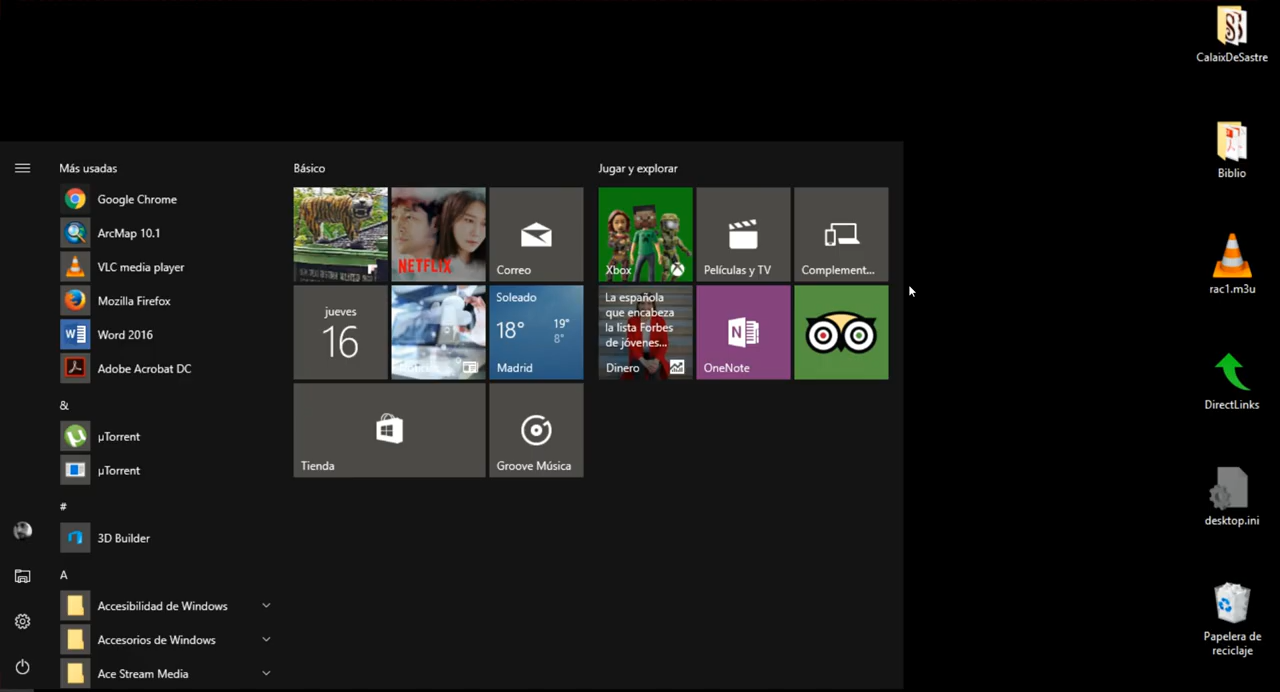 Más usadas
Google Chrome
ArcMap 10.1
VLC media player
Mozilla Firefox
Word 2016
Adobe Acrobat DC
&
µTorrent
µTorrent
#
3D Builder
A
Accesibilidad de Windows
Accesorios de Windows
Ace Stream Media
Básico
NETFLIX
Correo
jueves
16
Soleado
18°
19°
8°
Madrid
Tienda
Groove Música
Jugar y explorar
Xbox
Películas y TV
Complement...
La española
que encabeza
la lista Forbes
de jóvenes...
Dinero
OneNote
CalaixDeSastre
Biblio
rac1.m3u
DirectLinks
desktop.ini
Papelera de
reciclaje